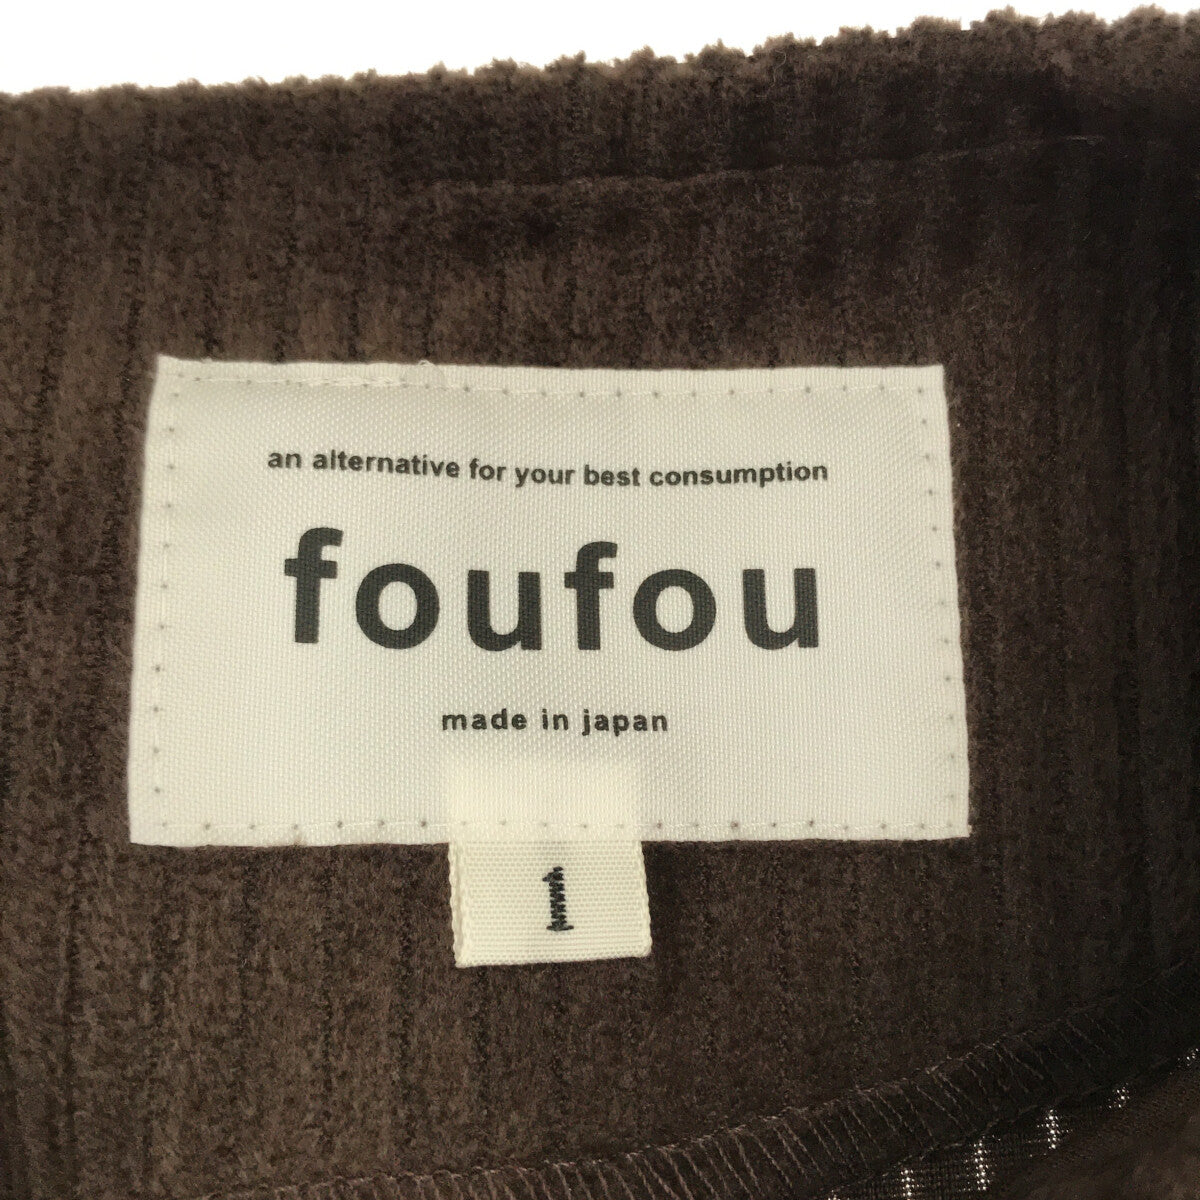 an alternative for your best consumption
foufou
made in japan
1